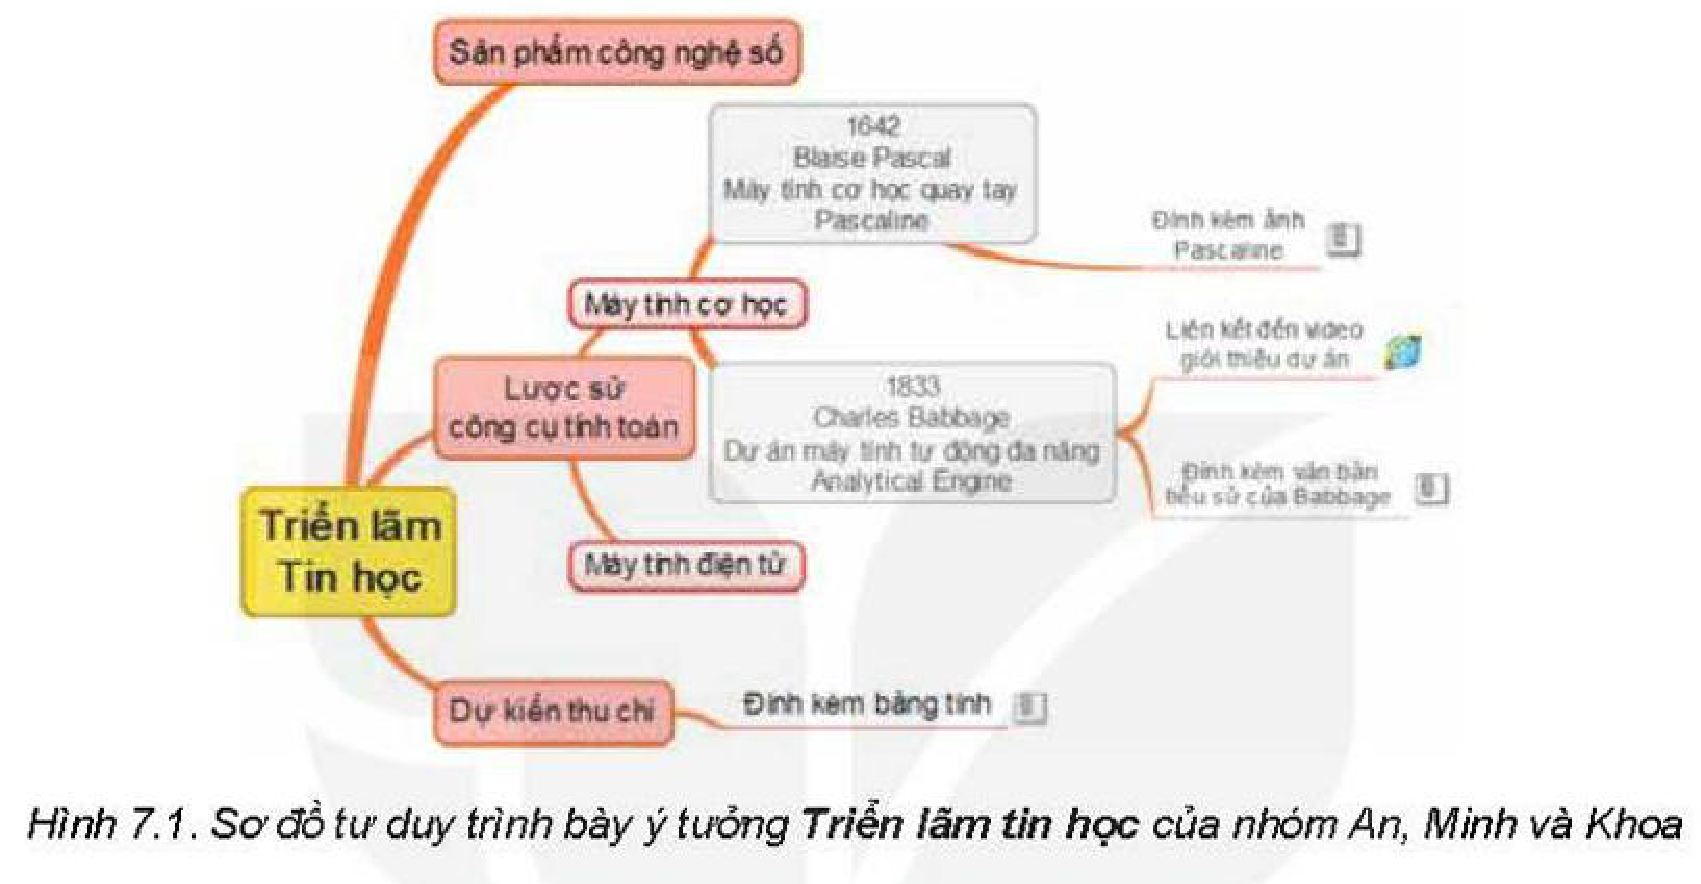 Sản phẩm công nghệ số
1642
Blaise Pascal
Máy tính cơ học quay tay
Pascaline
Đính kèm ảnh
Pascaline
Máy tính cơ học
Liên kết đến video
giới thiệu dự án
Lược sử
công cụ tính toán
1833
Charles Babbage
Dự án máy tính tự động đa năng
Analytical Engine
Đính kèm văn bản
tiểu sử của Babbage
Triển lãm
Tin học
Máy tính điện tử
Dự kiến thu chi
Đính kèm bảng tính
Hình 7.1. Sơ đồ tư duy trình bày ý tưởng Triển lãm tin học của nhóm An, Minh và Khoa